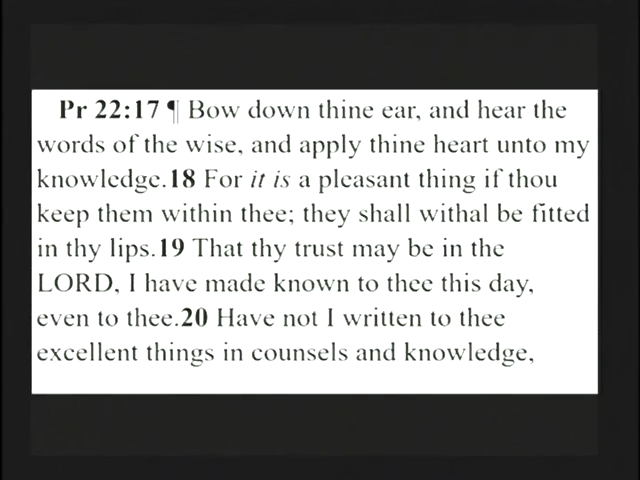 Pr 22:17 ¶ Bow down thine ear, and hear the
words of the wise, and apply thine heart unto my
knowledge.18 For it is a pleasant thing if thou
keep them within thee; they shall withal be fitted
in thy lips.19 That thy trust may be in the
LORD, I have made known to thee this day,
even to thee.20 Have not I written to thee
excellent things in counsels and knowledge,